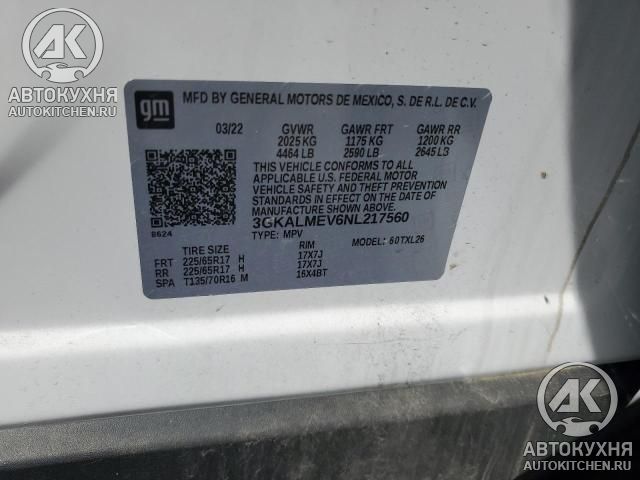 AK
АВТОКУХНЯ
AUTOKITCHEN.RU
gm
MFD BY GENERAL MOTORS DE MEXICO, S. DE R.L. DE C.V.
03/22 GVWR GAWR FRT GAWR RR
2025 KG 1175 KG 1200 KG
4464 LB 2590 LB 2645 LB
THIS VEHICLE CONFORMS TO ALL
APPLICABLE U.S. FEDERAL MOTOR
VEHICLE SAFETY AND THEFT
PREVENTION STANDARDS IN
EFFECT ON THE DATE OF
MANUFACTURE SHOWN ABOVE.
3GKALMEV6NL217560
8624 TYPE: MPV MODEL: 60TXL26
TIRE SIZE RIM
FRT 225/65R17 H 17X7J
RR 225/65R17 H 17X7J
SPA T135/70R16 M 16X4BT
AK
АВТОКУХНЯ
AUTOKITCHEN.RU